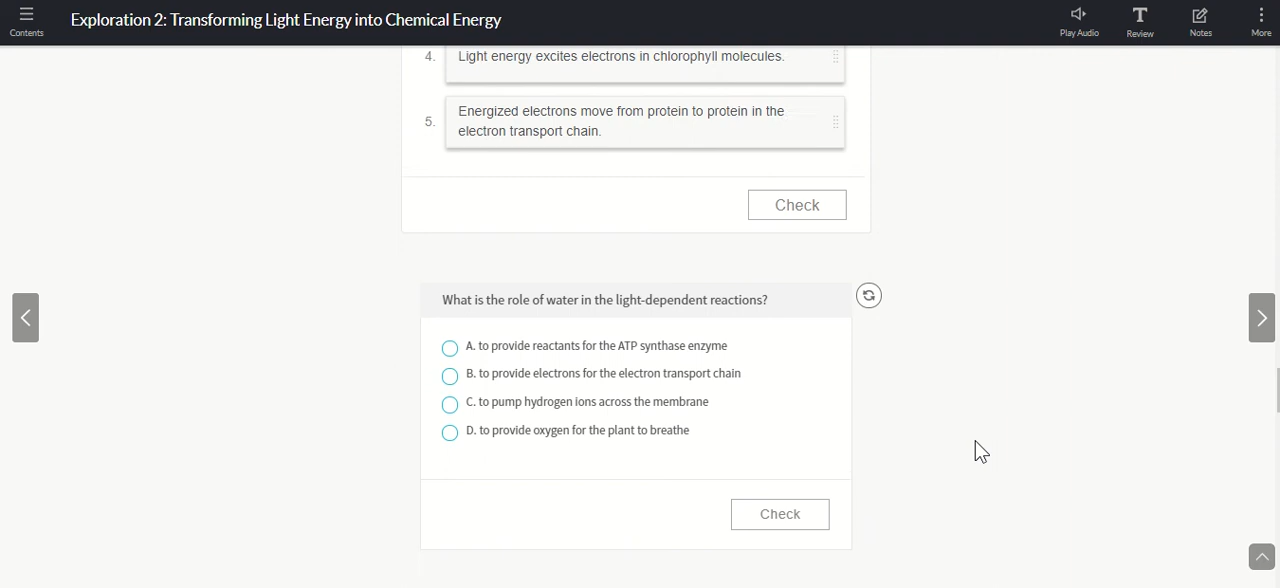 Contents
Exploration 2: Transforming Light Energy into Chemical Energy
Play Audio
Review
Notes
More
4. Light energy excites electrons in chlorophyll molecules.
5. Energized electrons move from protein to protein in the
electron transport chain.
Check
What is the role of water in the light-dependent reactions?
A. to provide reactants for the ATP synthase enzyme
B. to provide electrons for the electron transport chain
C. to pump hydrogen ions across the membrane
D. to provide oxygen for the plant to breathe
Check